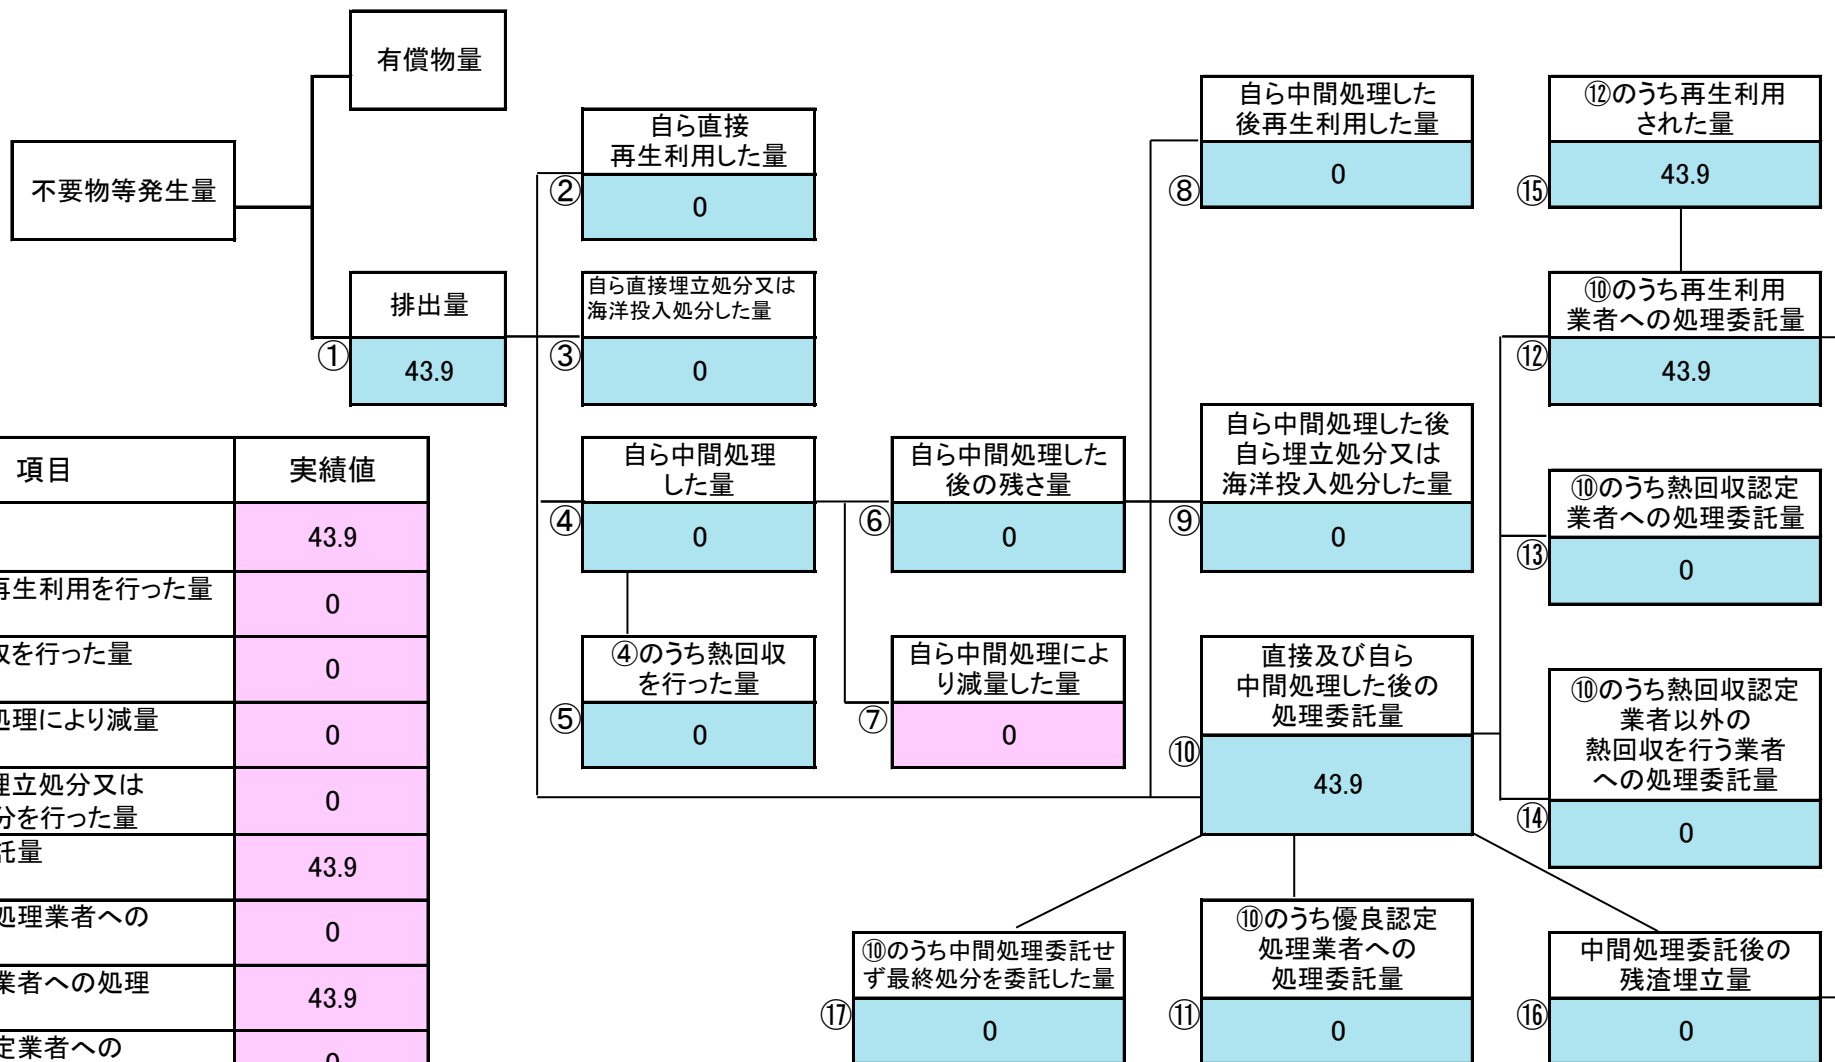 有償物量
不要物等発生量
排出量
①
43.9
自ら直接
再生利用した量
②
0
自ら直接埋立処分又は
海洋投入処分した量
③
0
自ら中間処理
した量
④
0
④のうち熱回収
を行った量
⑤
0
自ら中間処理した
後の残さ量
⑥
0
自ら中間処理によ
り減量した量
⑦
0
自ら中間処理した
後再生利用した量
⑧
0
自ら中間処理した後
自ら埋立処分又は
海洋投入処分した量
⑨
0
直接及び自ら
中間処理した後の
処理委託量
⑩
43.9
⑫のうち再生利用
された量
⑮
43.9
⑩のうち再生利用
業者への処理委託量
⑫
43.9
⑩のうち熱回収認定
業者への処理委託量
⑬
0
⑩のうち熱回収認定
業者以外の
熱回収を行う業者
への処理委託量
⑭
0
⑩のうち中間処理委託せ
ず最終処分を委託した量
⑰
0
⑩のうち優良認定
処理業者への
処理委託量
⑪
0
中間処理委託後の
残渣埋立量
⑯
0
項目
実績値
43.9
再生利用を行った量
0
を行った量
0
処理により減量
0
埋立処分又は
分を行った量
0
託量
43.9
処理業者への
0
業者への処理
43.9
定業者への
0